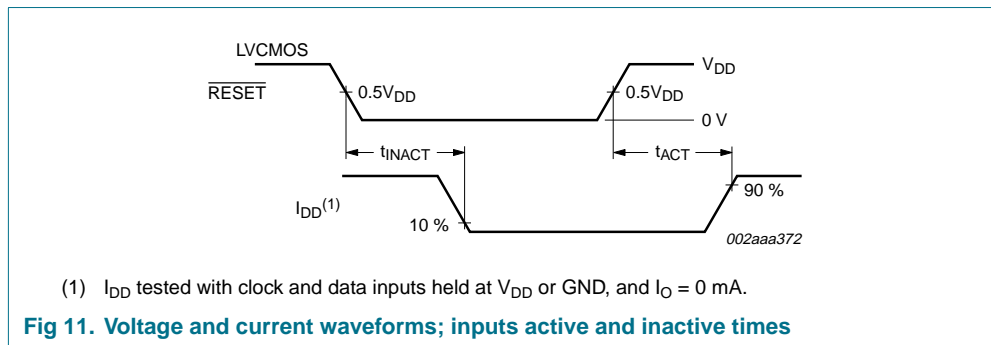 LVCMOS
RESET
0.5VDD
0.5VDD
VDD
0 V
tINACT
tACT
IDD(1)
10 %
90 %
002aaa372
(1) IDD tested with clock and data inputs held at VDD or GND, and IO = 0 mA.
Fig 11. Voltage and current waveforms; inputs active and inactive times